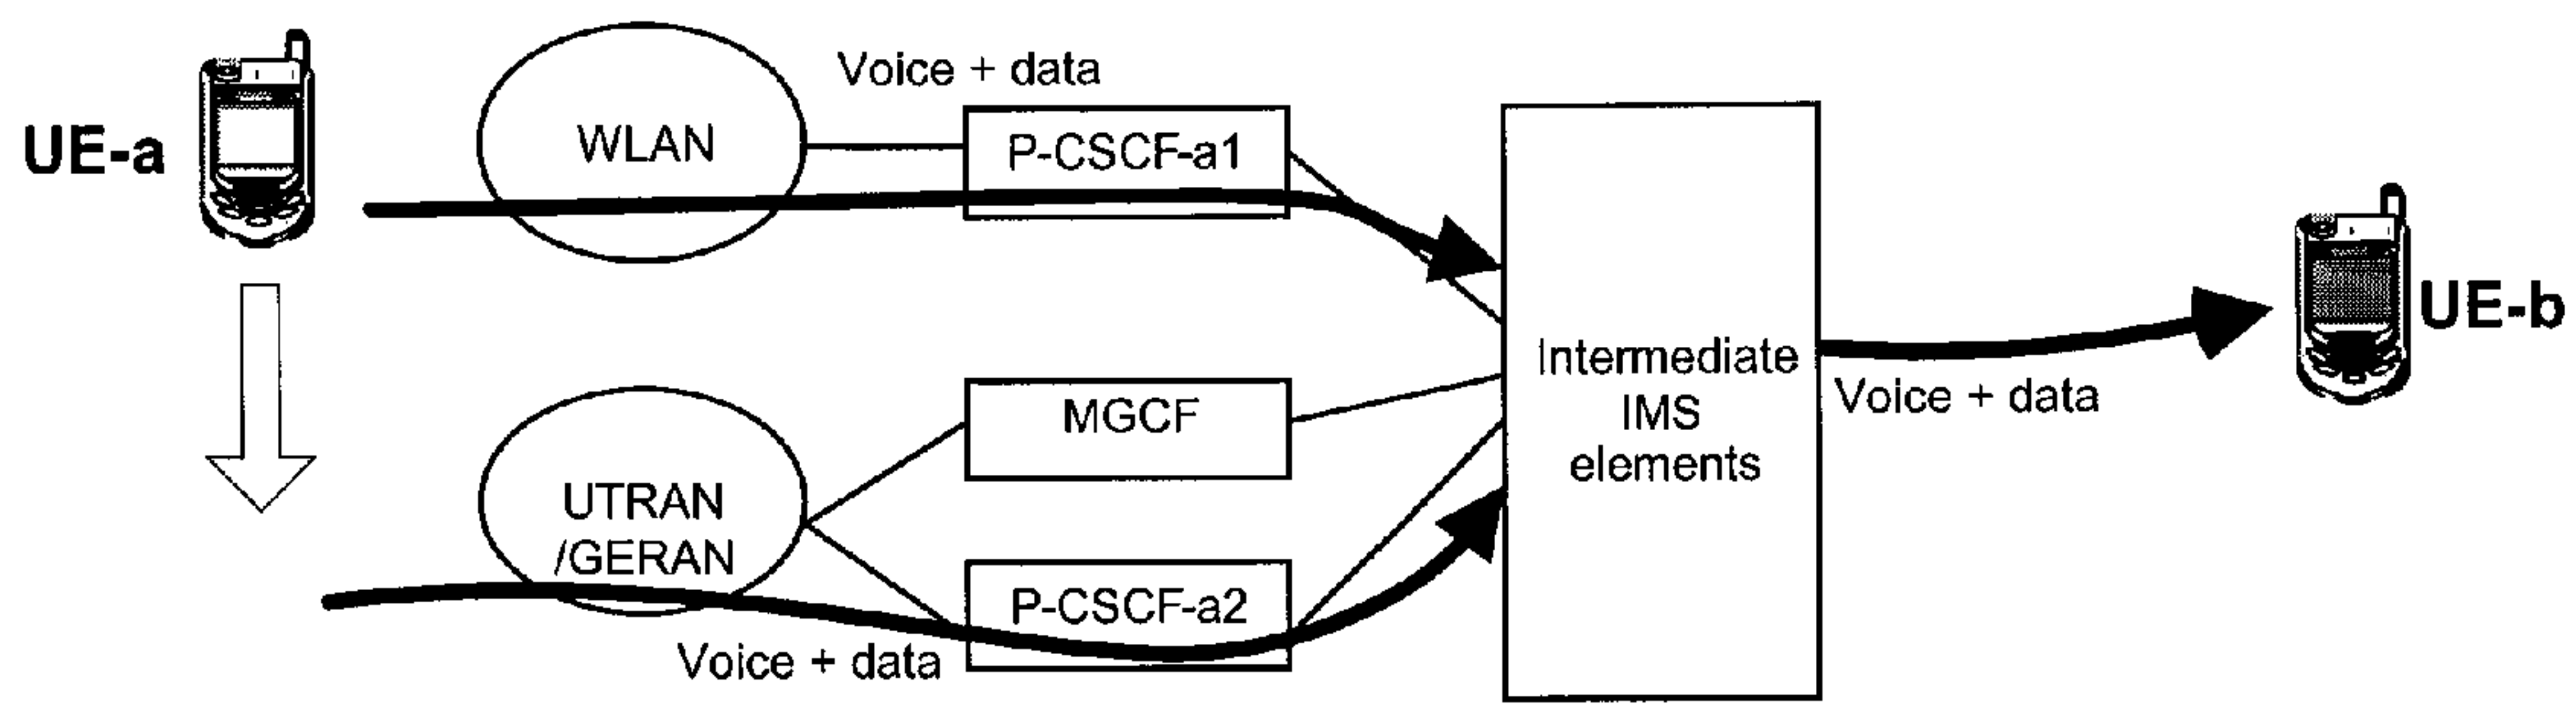 UE-a
WLAN
Voice + data
P-CSCF-a1
UTRAN
/GERAN
MGCF
P-CSCF-a2
Voice + data
Intermediate
IMS
elements
Voice + data
UE-b